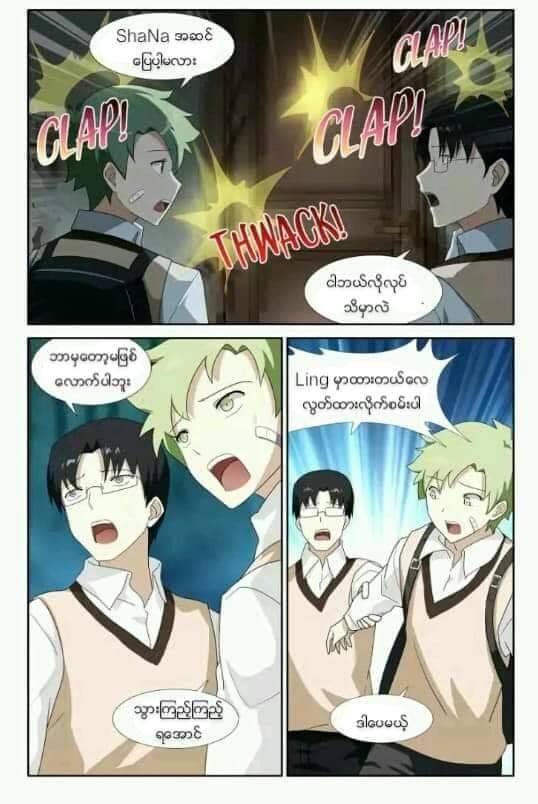 ShaNa အဆင်
ပြေပါ့မလား
CLAP!
CLAP!
CLAP!
THWACK!
ငါဘယ်လိုလုပ်
သိမှာလဲ
ဘာမှတော့မဖြစ်
လောက်ပါဘူး
သွားကြည့်ကြည့်
ရအောင်
Ling မှာထားတယ်လေ
လွှတ်ထားလိုက်စမ်းပါ
ဒါပေမယ့်